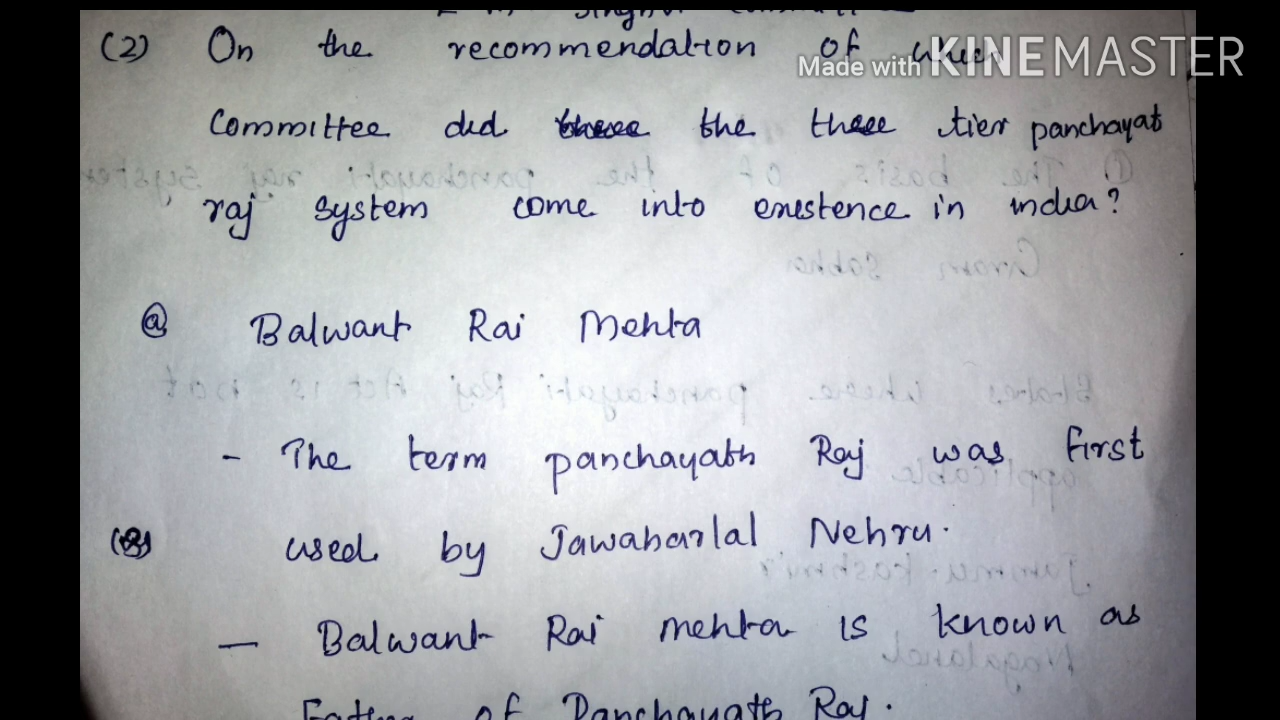 (2) On the recommendation of which
Made with KINEMASTER
Committee did the three tier panchayat
raj system come into existence in india?
@ Balwant Rai Mehta
- The term panchayath Raj was first
used by Jawaharlal Nehru.
- Balwant Rai mehta is known as
of Panchayath Raj.